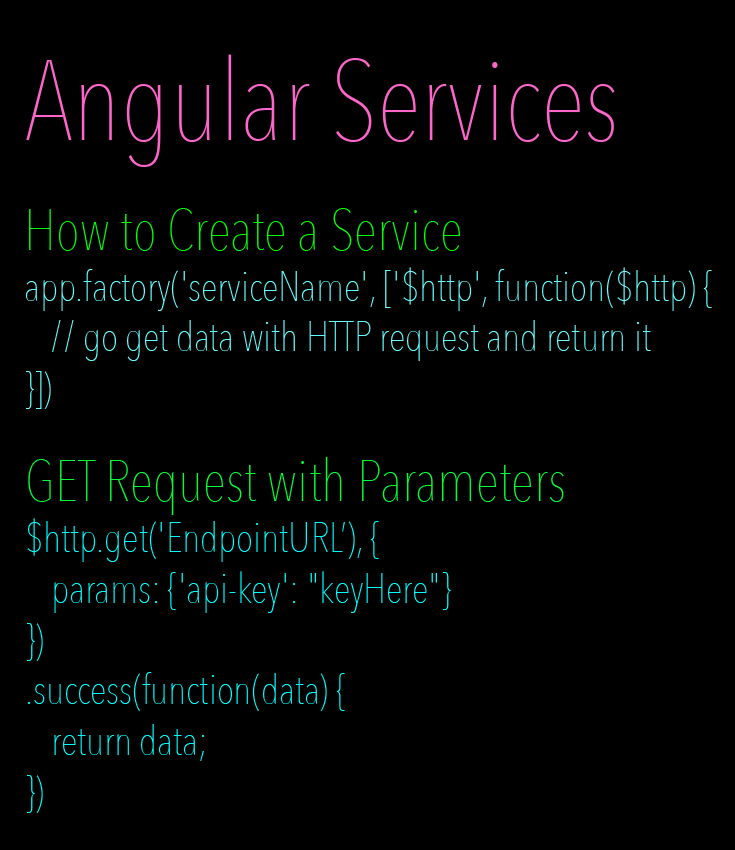 Angular Services
How to Create a Service
app.factory('serviceName', ['$http', function($http) {
// go get data with HTTP request and return it
}])
GET Request with Parameters
$http.get('EndpointURL’), {
params: {'api-key': "keyHere"}
})
.success(function(data) {
return data;
})